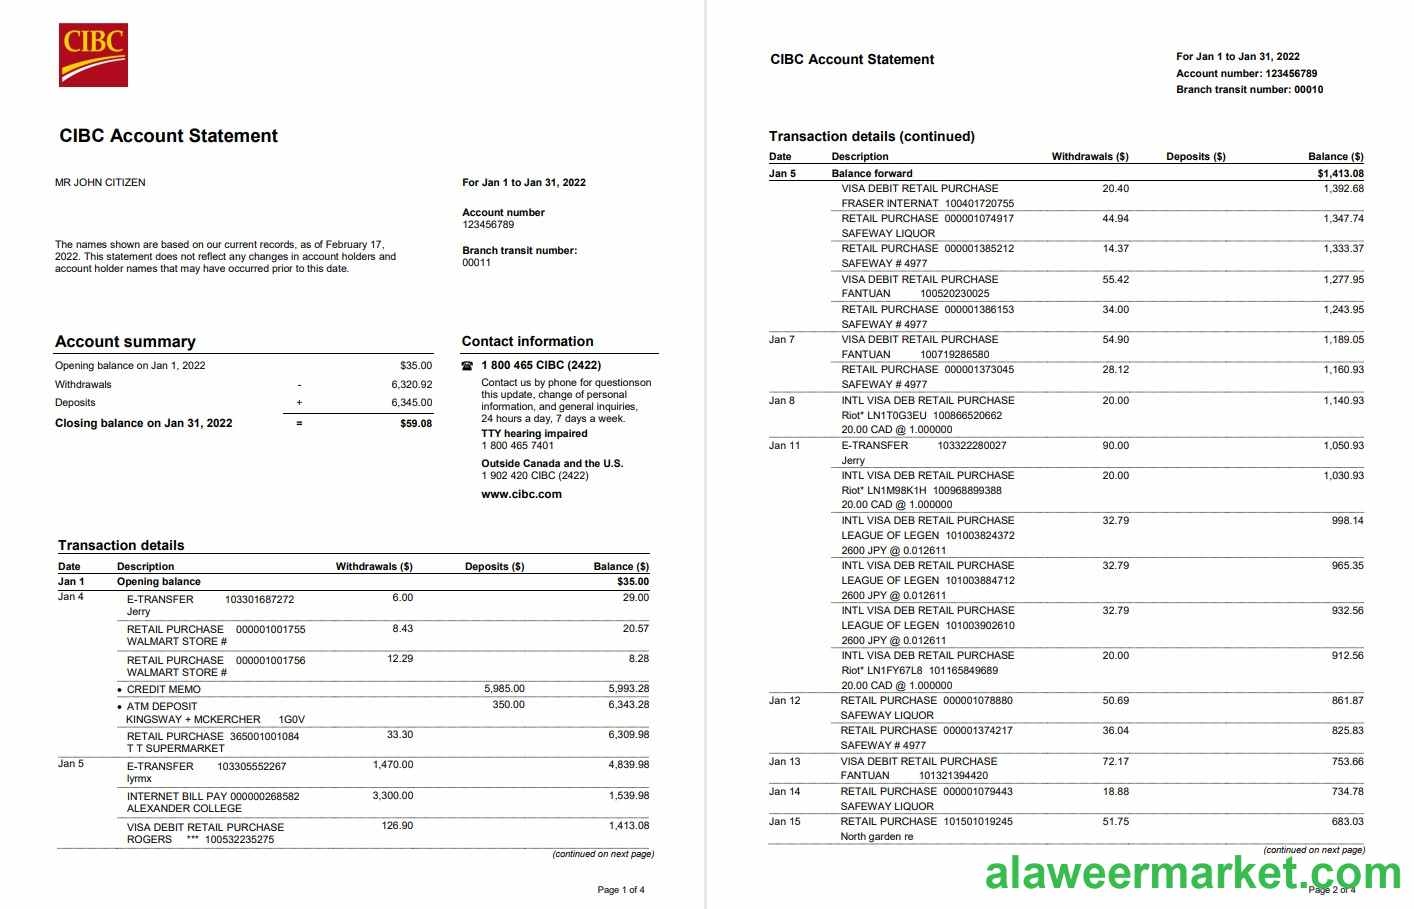 CIBC
CIBC Account Statement
MR JOHN CITIZEN
For Jan 1 to Jan 31, 2022
Account number
123456789
The names shown are based on our current records, as of February 17,
2022. This statement does not reflect any changes in account holders and
account holder names that may have occurred prior to this date.
Branch transit number:
00011
Account summary
Opening balance on Jan 1, 2022 $35.00
Withdrawals - 6,320.92
Deposits + 6,345.00
Closing balance on Jan 31, 2022 = $59.08
Contact information
1 800 465 CIBC (2422)
Contact us by phone for questionson
this update, change of personal
information, and general inquiries,
24 hours a day, 7 days a week.
TTY hearing impaired
1 800 465 7401
Outside Canada and the U.S.
1 902 420 CIBC (2422)
www.cibc.com
Transaction details
Date Description Withdrawals ($) Deposits ($) Balance ($)
Jan 1 Opening balance $35.00
Jan 4 E-TRANSFER 103301687272 6.00 29.00
Jerry
RETAIL PURCHASE 000001001755 8.43 20.57
WALMART STORE #
RETAIL PURCHASE 000001001756 12.29 8.28
WALMART STORE #
• CREDIT MEMO 5,985.00 5,993.28
• ATM DEPOSIT 350.00 6,343.28
KINGSWAY + MCKERCHER 1G0V
RETAIL PURCHASE 365001001084 33.30 6,309.98
T T SUPERMARKET
Jan 5 E-TRANSFER 103305552267 1,470.00 4,839.98
lyrmx
INTERNET BILL PAY 000000268582 3,300.00 1,539.98
ALEXANDER COLLEGE
VISA DEBIT RETAIL PURCHASE 126.90 1,413.08
ROGERS *** 100532235275
(continued on next page)
Page 1 of 4
CIBC Account Statement
For Jan 1 to Jan 31, 2022
Account number: 123456789
Branch transit number: 00010
Transaction details (continued)
Date Description Withdrawals ($) Deposits ($) Balance ($)
Jan 5 Balance forward $1,413.08
VISA DEBIT RETAIL PURCHASE 20.40 1,392.68
FRASER INTERNAT 100401720755
RETAIL PURCHASE 000001074917 44.94 1,347.74
SAFEWAY LIQUOR
RETAIL PURCHASE 000001385212 14.37 1,333.37
SAFEWAY # 4977
VISA DEBIT RETAIL PURCHASE 55.42 1,277.95
FANTUAN 100520230025
RETAIL PURCHASE 000001386153 34.00 1,243.95
SAFEWAY # 4977
Jan 7 VISA DEBIT RETAIL PURCHASE 54.90 1,189.05
FANTUAN 100719286580
RETAIL PURCHASE 000001373045 28.12 1,160.93
SAFEWAY # 4977
Jan 8 INTL VISA DEB RETAIL PURCHASE 20.00 1,140.93
Riot* LN1T0G3EU 100866520662
20.00 CAD @ 1.000000
Jan 11 E-TRANSFER 103322280027 90.00 1,050.93
Jerry
INTL VISA DEB RETAIL PURCHASE 20.00 1,030.93
Riot* LN1M98K1H 100968899388
20.00 CAD @ 1.000000
INTL VISA DEB RETAIL PURCHASE 32.79 998.14
LEAGUE OF LEGEN 101003824372
2600 JPY @ 0.012611
INTL VISA DEB RETAIL PURCHASE 32.79 965.35
LEAGUE OF LEGEN 101003884712
2600 JPY @ 0.012611
INTL VISA DEB RETAIL PURCHASE 32.79 932.56
LEAGUE OF LEGEN 101003902610
2600 JPY @ 0.012611
INTL VISA DEB RETAIL PURCHASE 20.00 912.56
Riot* LN1FY67L8 101165849689
20.00 CAD @ 1.000000
Jan 12 RETAIL PURCHASE 000001078880 50.69 861.87
SAFEWAY LIQUOR
RETAIL PURCHASE 000001374217 36.04 825.83
SAFEWAY # 4977
Jan 13 VISA DEBIT RETAIL PURCHASE 72.17 753.66
FANTUAN 101321394420
Jan 14 RETAIL PURCHASE 000001079443 18.88 734.78
SAFEWAY LIQUOR
Jan 15 RETAIL PURCHASE 101501019245 51.75 683.03
North garden re
(continued on next page)
alaweermarket.com
Page 2 of 4